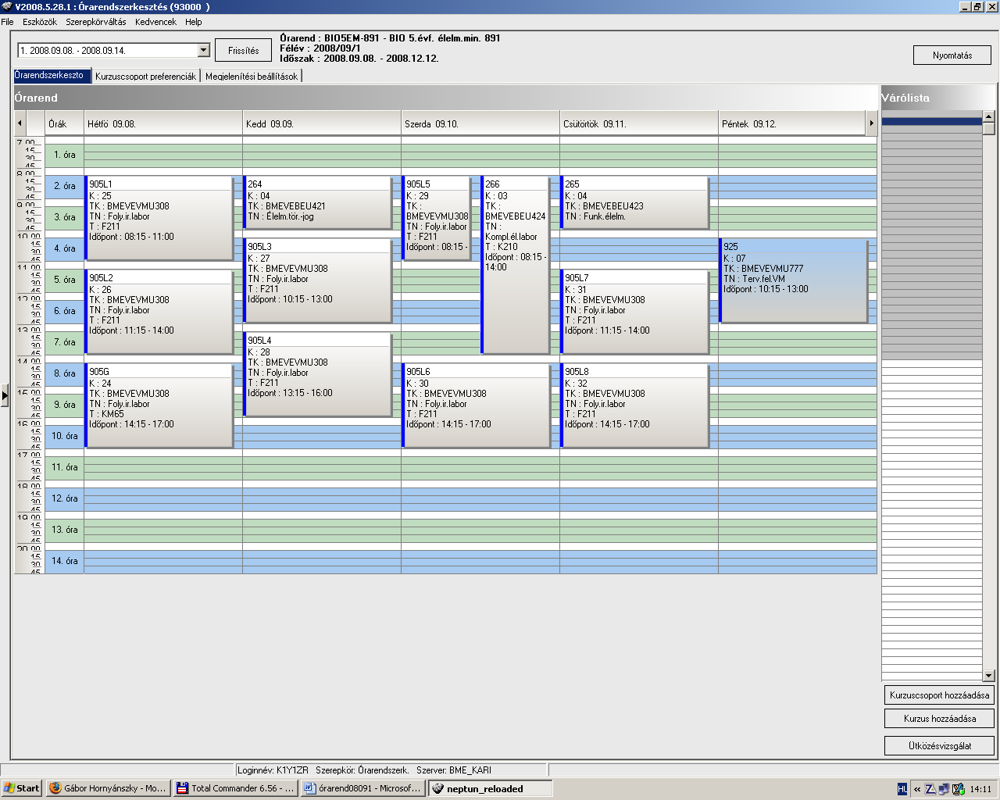 V2008.5.28.1 : Órarendszerkesztés (93000 )
File Eszközök Szerepkörváltás Kedvencek Help
1. 2008.09.08. - 2008.09.14.
Frissítés
Órarend : BIO5EM-891 - BIO 5.évf. élelm.min. 891
Félév : 2008/09/1
Időszak : 2008.09.08. - 2008.12.12.
Nyomtatás
Órarendszerkeszto Kurzuscsoport preferenciák Megjelenítési beállítások
Órarend
Várólista
Órák Hétfő 09.08. Kedd 09.09. Szerda 09.10. Csütörtök 09.11. Péntek 09.12.
7 00
15
30
45
1. óra
8 00
15
30
45
2. óra
9 00
15
30
45
3. óra
10 00
15
30
45
4. óra
11 00
15
30
45
5. óra
12 00
15
30
45
6. óra
13 00
15
30
45
7. óra
14 00
15
30
45
8. óra
15 00
15
30
45
9. óra
16 00
15
30
45
10. óra
17 00
15
30
45
11. óra
18 00
15
30
45
12. óra
19 00
15
30
45
13. óra
20 00
15
30
45
14. óra
905L1
K : 25
TK : BMEVEVMU308
TN : Foly.ir.labor
T : F211
Időpont : 08:15 - 11:00
905L2
K : 26
TK : BMEVEVMU308
TN : Foly.ir.labor
T : F211
Időpont : 11:15 - 14:00
905G
K : 24
TK : BMEVEVMU308
TN : Foly.ir.labor
T : KM65
Időpont : 14:15 - 17:00
264
K : 04
TK : BMEVEBEU421
TN : Élelm.tör.-jog
905L3
K : 27
TK : BMEVEVMU308
TN : Foly.ir.labor
T : F211
Időpont : 10:15 - 13:00
905L4
K : 28
TK : BMEVEVMU308
TN : Foly.ir.labor
T : F211
Időpont : 13:15 - 16:00
905L5
K : 29
TK :
BMEVEVMU308
TN : Foly.ir.labor
T : F211
Időpont : 08:15 -
266
K : 03
TK :
BMEVEBEU424
TN :
Kompl.él.labor
T : K210
Időpont : 08:15 -
14:00
905L6
K : 30
TK : BMEVEVMU308
TN : Foly.ir.labor
T : F211
Időpont : 14:15 - 17:00
265
K : 04
TK : BMEVEBEU423
TN : Funk.élelm.
905L7
K : 31
TK : BMEVEVMU308
TN : Foly.ir.labor
T : F211
Időpont : 11:15 - 14:00
905L8
K : 32
TK : BMEVEVMU308
TN : Foly.ir.labor
T : F211
Időpont : 14:15 - 17:00
925
K : 07
TK : BMEVEVMU777
TN : Terv.fel.VM
Időpont : 10:15 - 13:00
Kurzuscsoport hozzáadása
Kurzus hozzáadása
Ütközésvizsgálat
Loginnév: K1Y1ZR Szerepkör: Órarendszerk. Szerver: BME_KARI
Start Gábor Hornyánszky - Mo... Total Commander 6.56 - ... órarend08091 - Microsof... neptun_reloaded HU « 14:11